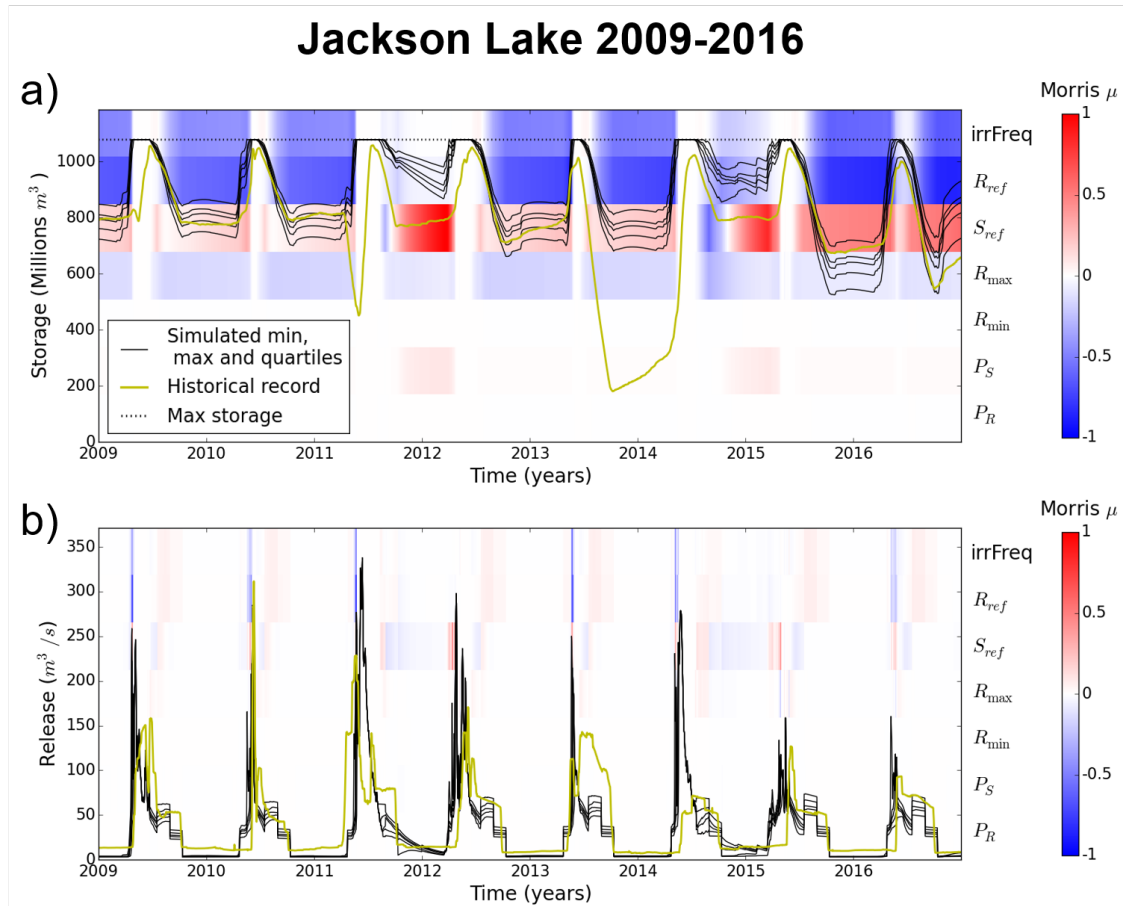 Jackson Lake 2009-2016
a)
Morris μ
Storage (Millions m³)
1000
800
600
400
200
0
irrFreq
R_ref
S_ref
R_max
R_min
P_S
P_R
1
0.5
0
-0.5
-1
Simulated min,
max and quartiles
Historical record
Max storage
2009 2010 2011 2012 2013 2014 2015 2016
Time (years)
b)
Morris μ
Release (m³/s)
350
300
250
200
150
100
50
0
irrFreq
R_ref
S_ref
R_max
R_min
P_S
P_R
1
0.5
0
-0.5
-1
2009 2010 2011 2012 2013 2014 2015 2016
Time (years)